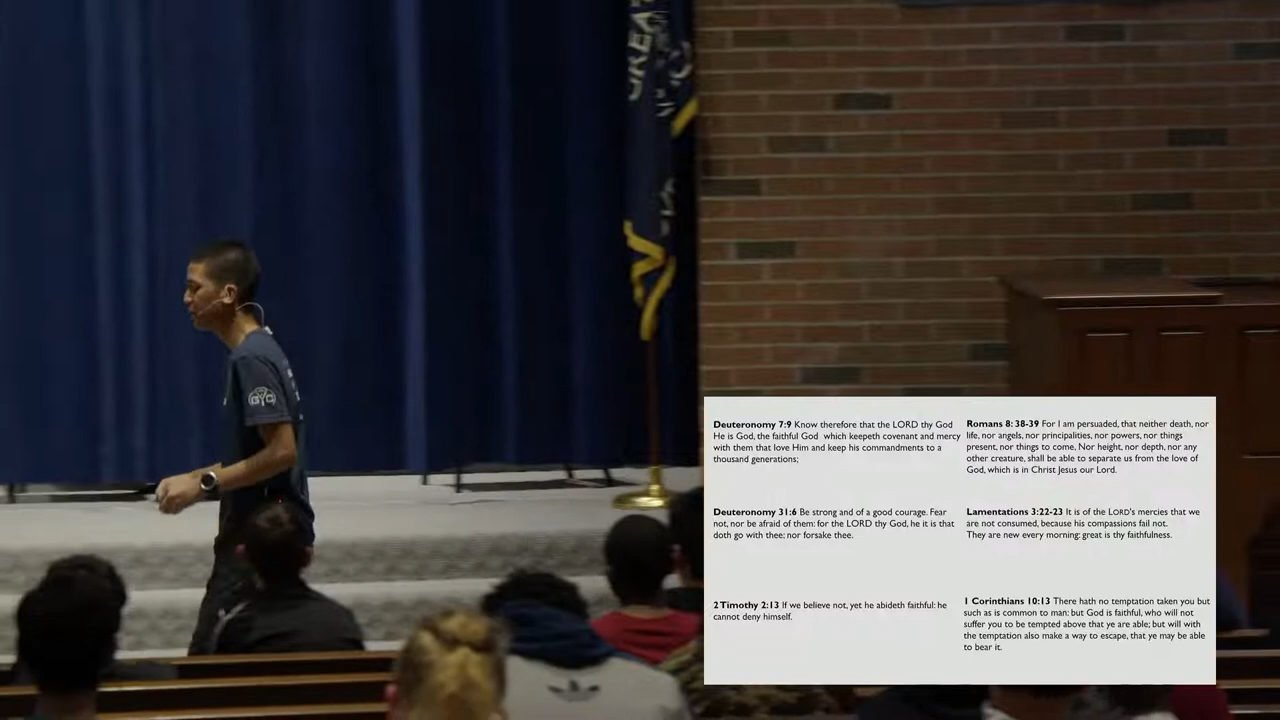 GREAT
GYC
Deuteronomy 7:9 Know therefore that the LORD thy God
He is God, the faithful God which keepeth covenant and mercy
with them that love Him and keep his commandments to a
thousand generations;
Deuteronomy 31:6 Be strong and of a good courage. Fear
not, nor be afraid of them: for the LORD thy God, he it is that
doth go with thee; nor forsake thee.
2 Timothy 2:13 If we believe not, yet he abideth faithful: he
cannot deny himself.
Romans 8: 38-39 For I am persuaded, that neither death, nor
life, nor angels, nor principalities, nor powers, nor things
present, nor things to come, Nor height, nor depth, nor any
other creature, shall be able to separate us from the love of
God, which is in Christ Jesus our Lord.
Lamentations 3:22-23 It is of the LORD's mercies that we
are not consumed, because his compassions fail not.
They are new every morning: great is thy faithfulness.
1 Corinthians 10:13 There hath no temptation taken you but
such as is common to man: but God is faithful, who will not
suffer you to be tempted above that ye are able; but will with
the temptation also make a way to escape, that ye may be able
to bear it.